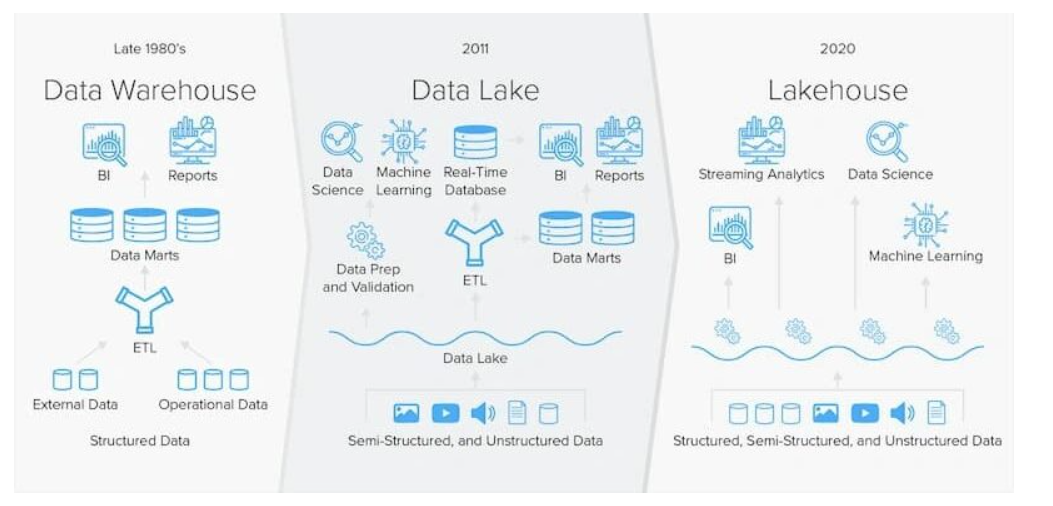 Late 1980's
Data Warehouse
BI
Reports
Data Marts
ETL
External Data
Operational Data
Structured Data
2011
Data Lake
Data
Science
Machine
Learning
Real-Time
Database
BI
Reports
Data Prep
and Validation
ETL
Data Marts
Data Lake
Semi-Structured, and Unstructured Data
2020
Lakehouse
Streaming Analytics
Data Science
BI
Machine Learning
Structured, Semi-Structured, and Unstructured Data